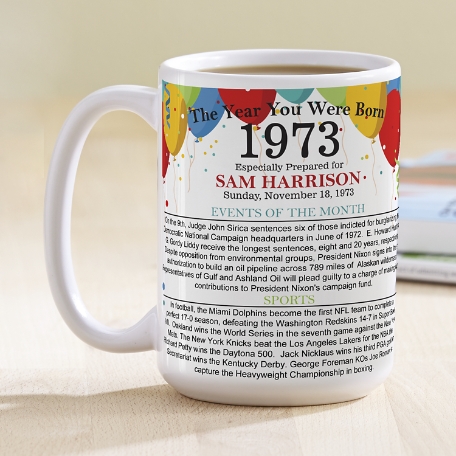 The Year You Were Born
1973
Especially Prepared for
SAM HARRISON
Sunday, November 18, 1973
EVENTS OF THE MONTH
On the 9th, Judge John Sirica sentences six of those indicted for burglarizing
Democratic National Campaign headquarters in June of 1972. E. Howard Hunt
G Gordy Liddy receive the longest sentences, eight and 20 years, respectively.
Despite opposition from environmental groups, President Nixon signs into
authorization to build an oil pipeline across 789 miles of Alaskan wilderness
Representatives of Gulf and Ashland Oil will plead guilty to a charge of making
contributions to President Nixon's campaign fund.
SPORTS
In football, the Miami Dolphins become the first NFL team to complete a
perfect 17-0 season, defeating the Washington Redskins 14-7 in Super
VII. Oakland wins the World Series in the seventh game against the New
Mets. The New York Knicks beat the Los Angeles Lakers for the NBA
Richard Petty wins the Daytona 500. Jack Nicklaus wins his third PGA
Secretariat wins the Kentucky Derby. George Foreman KOs Joe
capture the Heavyweight Championship in boxing.